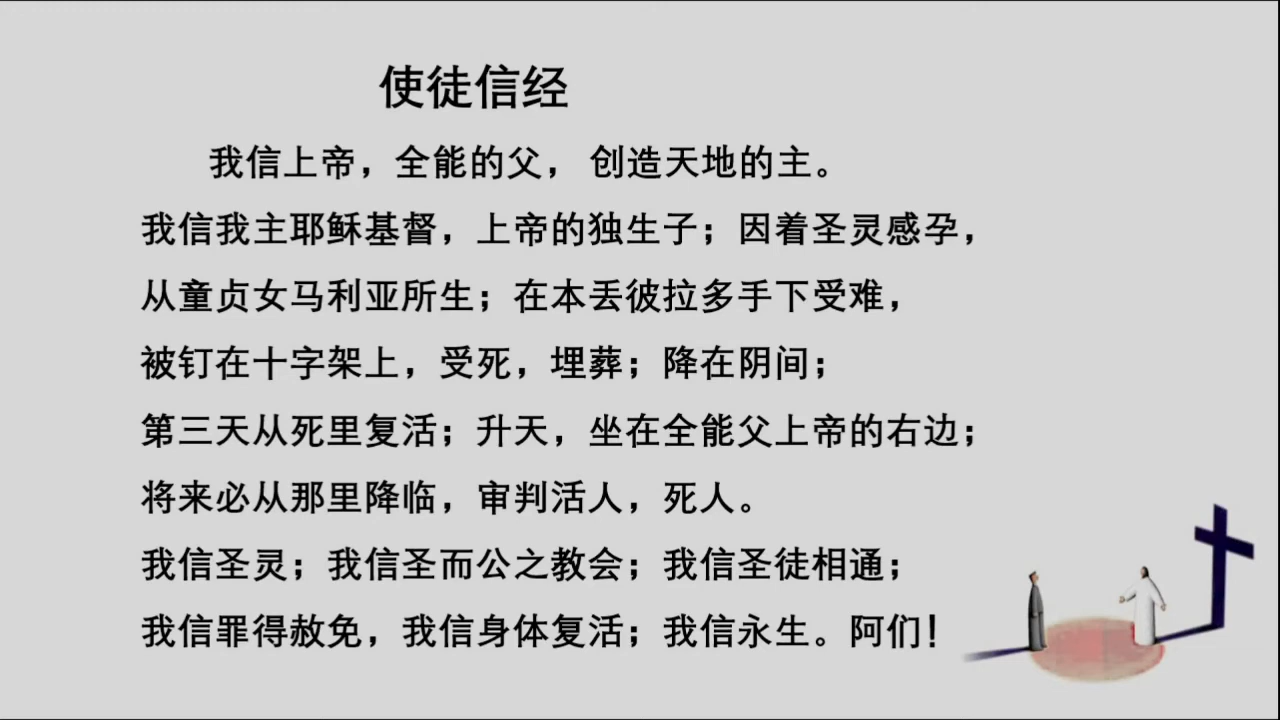 使徒信经
我信上帝，全能的父， 创造天地的主。
我信我主耶稣基督，上帝的独生子；因着圣灵感孕，
从童贞女马利亚所生；在本丢彼拉多手下受难，
被钉在十字架上，受死，埋葬；降在阴间；
第三天从死里复活；升天，坐在全能父上帝的右边；
将来必从那里降临，审判活人，死人。
我信圣灵；我信圣而公之教会；我信圣徒相通；
我信罪得赦免，我信身体复活；我信永生。阿们！